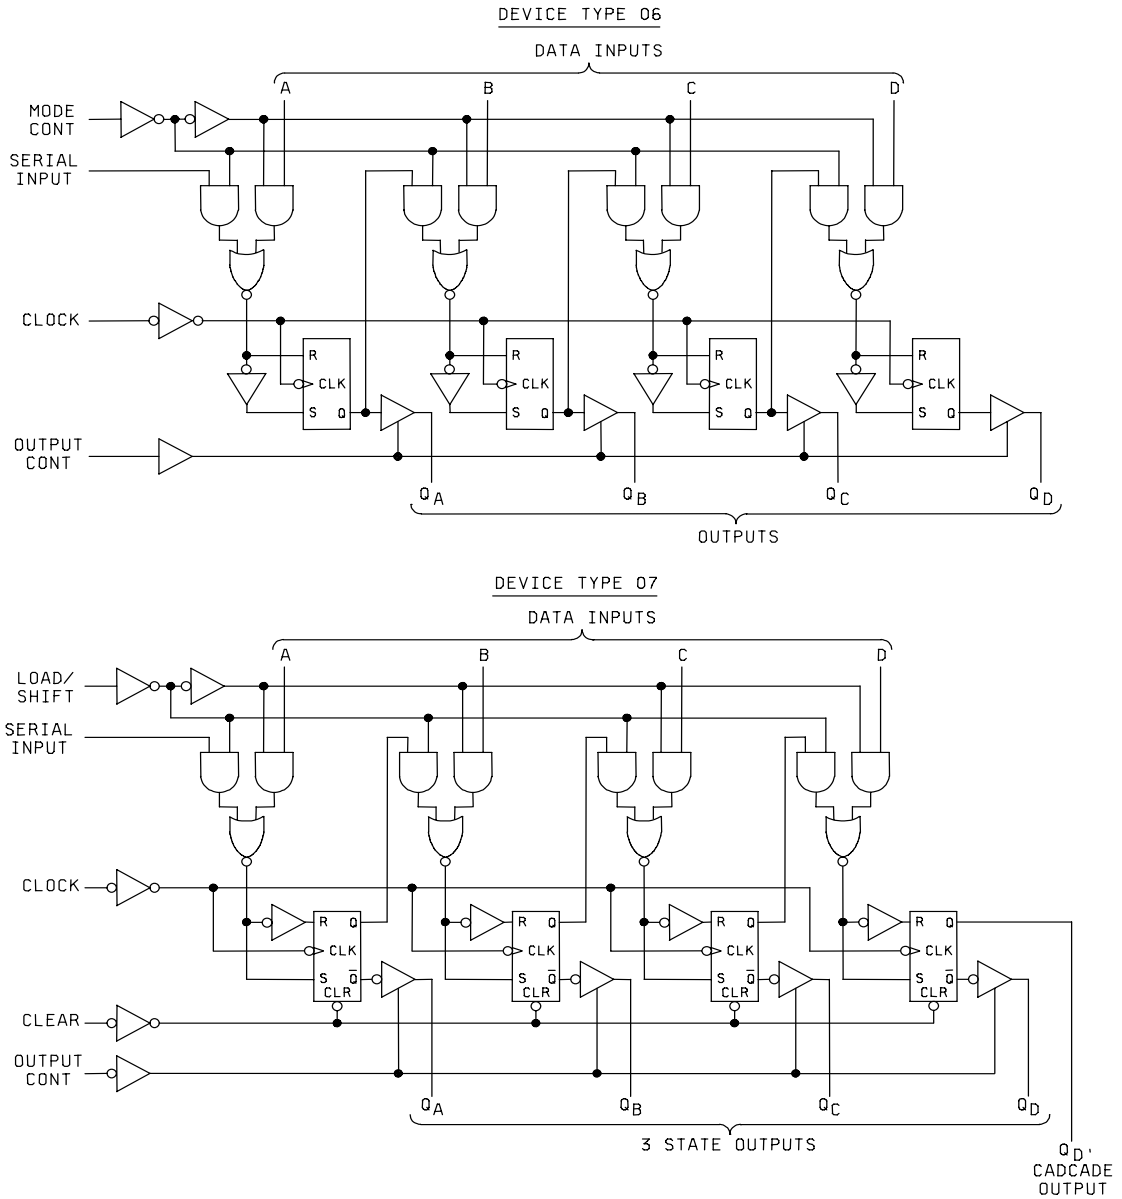 DEVICE TYPE 06
DATA INPUTS
A B C D
MODE
CONT
SERIAL
INPUT
CLOCK
R R R R
CLK CLK CLK CLK
S Q S Q S Q S Q
OUTPUT
CONT
QA QB QC QD
OUTPUTS
DEVICE TYPE 07
DATA INPUTS
A B C D
LOAD/
SHIFT
SERIAL
INPUT
CLOCK
R Q R Q R Q R Q
CLK CLK CLK CLK
S Q̅ S Q̅ S Q̅ S Q̅
CLR CLR CLR CLR
CLEAR
OUTPUT
CONT
QA QB QC QD
3 STATE OUTPUTS
QD'
CADCADE
OUTPUT